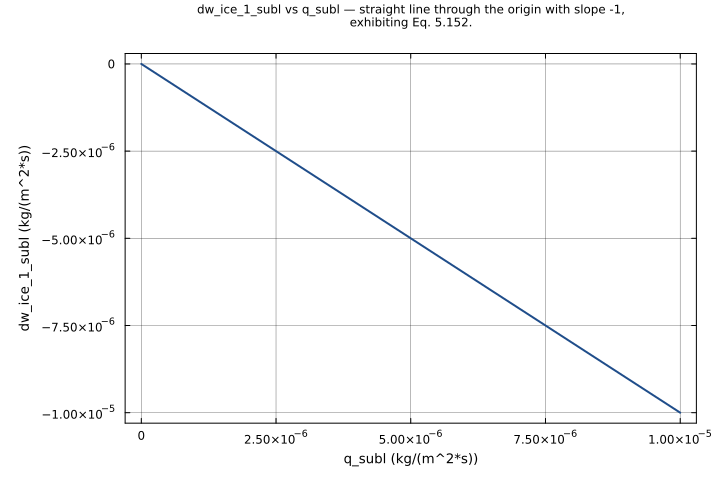 dw_ice_1_subl vs q_subl — straight line through the origin with slope -1,
exhibiting Eq. 5.152.
dw_ice_1_subl (kg/(m^2*s))
0
−2.50×10⁻⁶
−5.00×10⁻⁶
−7.50×10⁻⁶
−1.00×10⁻⁵
0
2.50×10⁻⁶
5.00×10⁻⁶
7.50×10⁻⁶
1.00×10⁻⁵
q_subl (kg/(m^2*s))